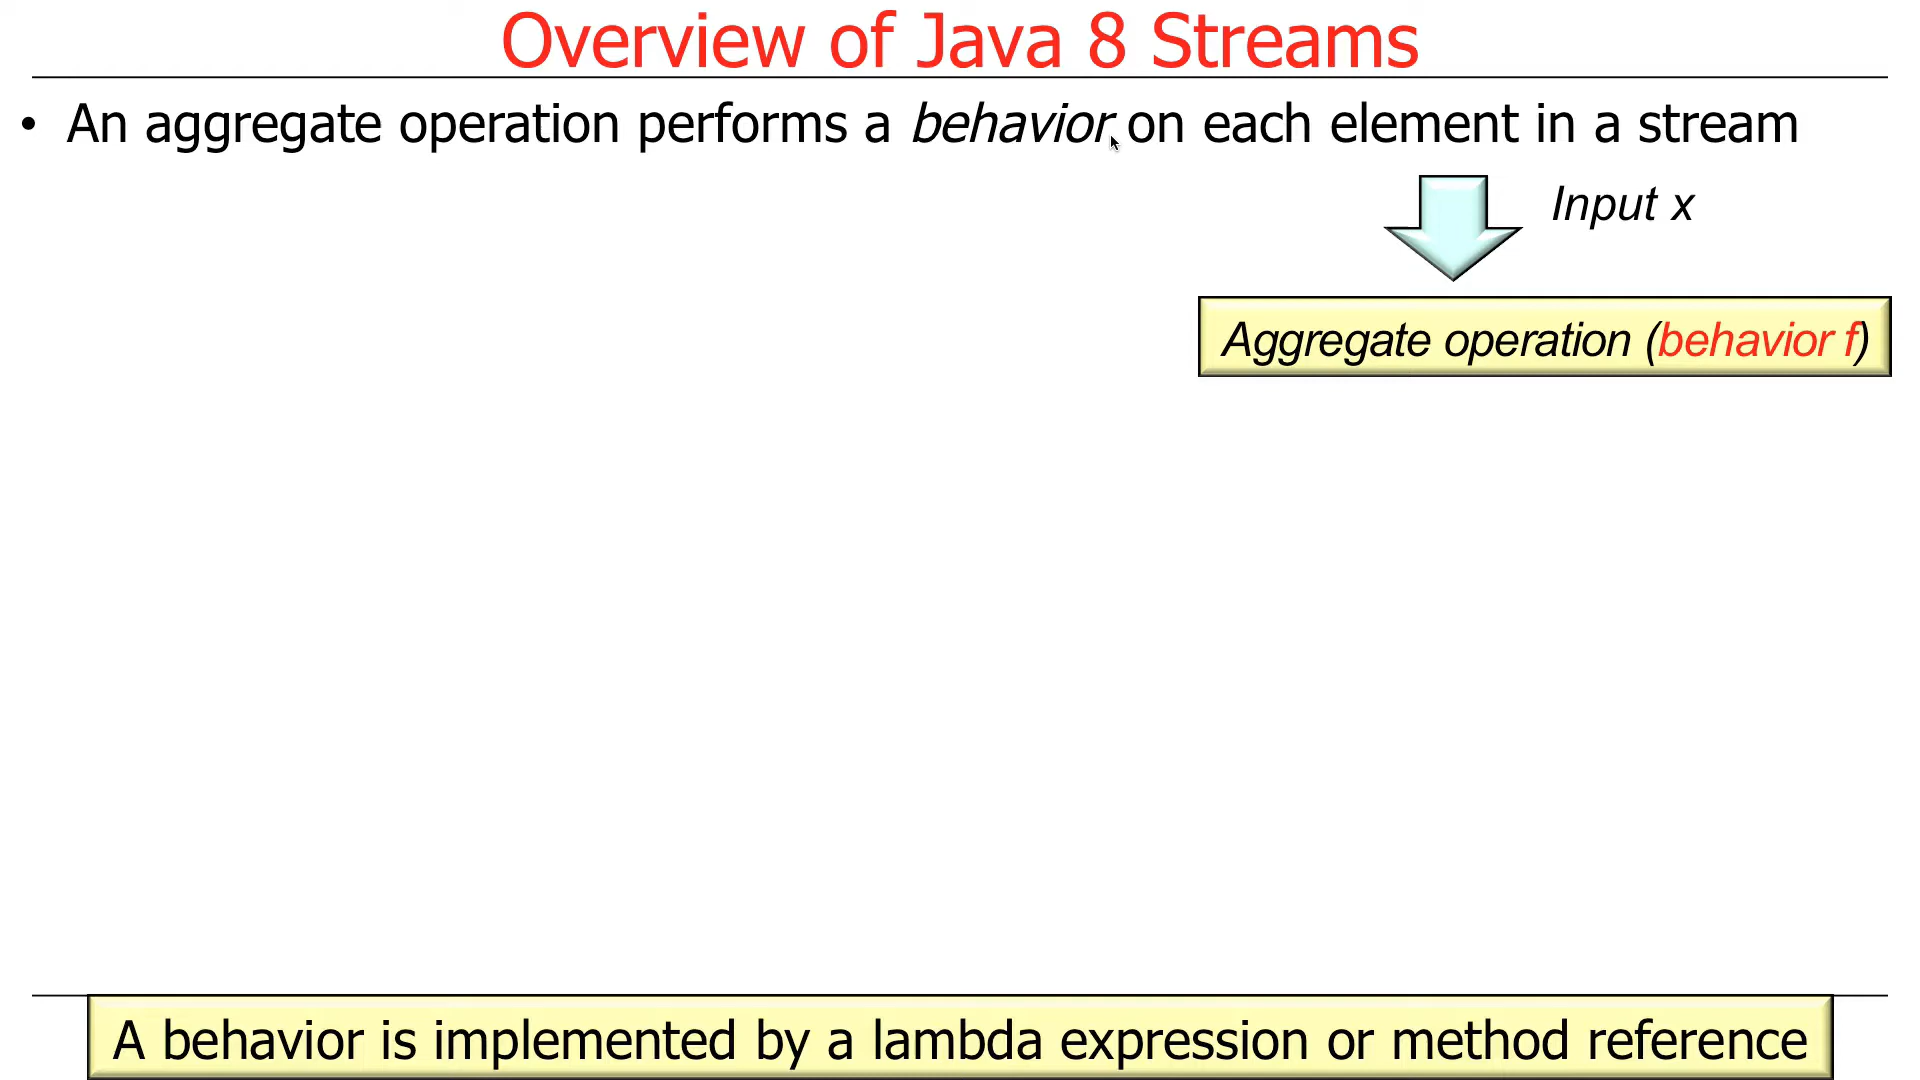 Overview of Java 8 Streams
• An aggregate operation performs a behavior on each element in a stream
Input x
Aggregate operation (behavior f)
A behavior is implemented by a lambda expression or method reference